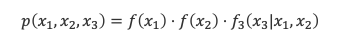 p(x₁, x₂, x₃) = f(x₁) · f(x₂) · f₃(x₃|x₁, x₂)